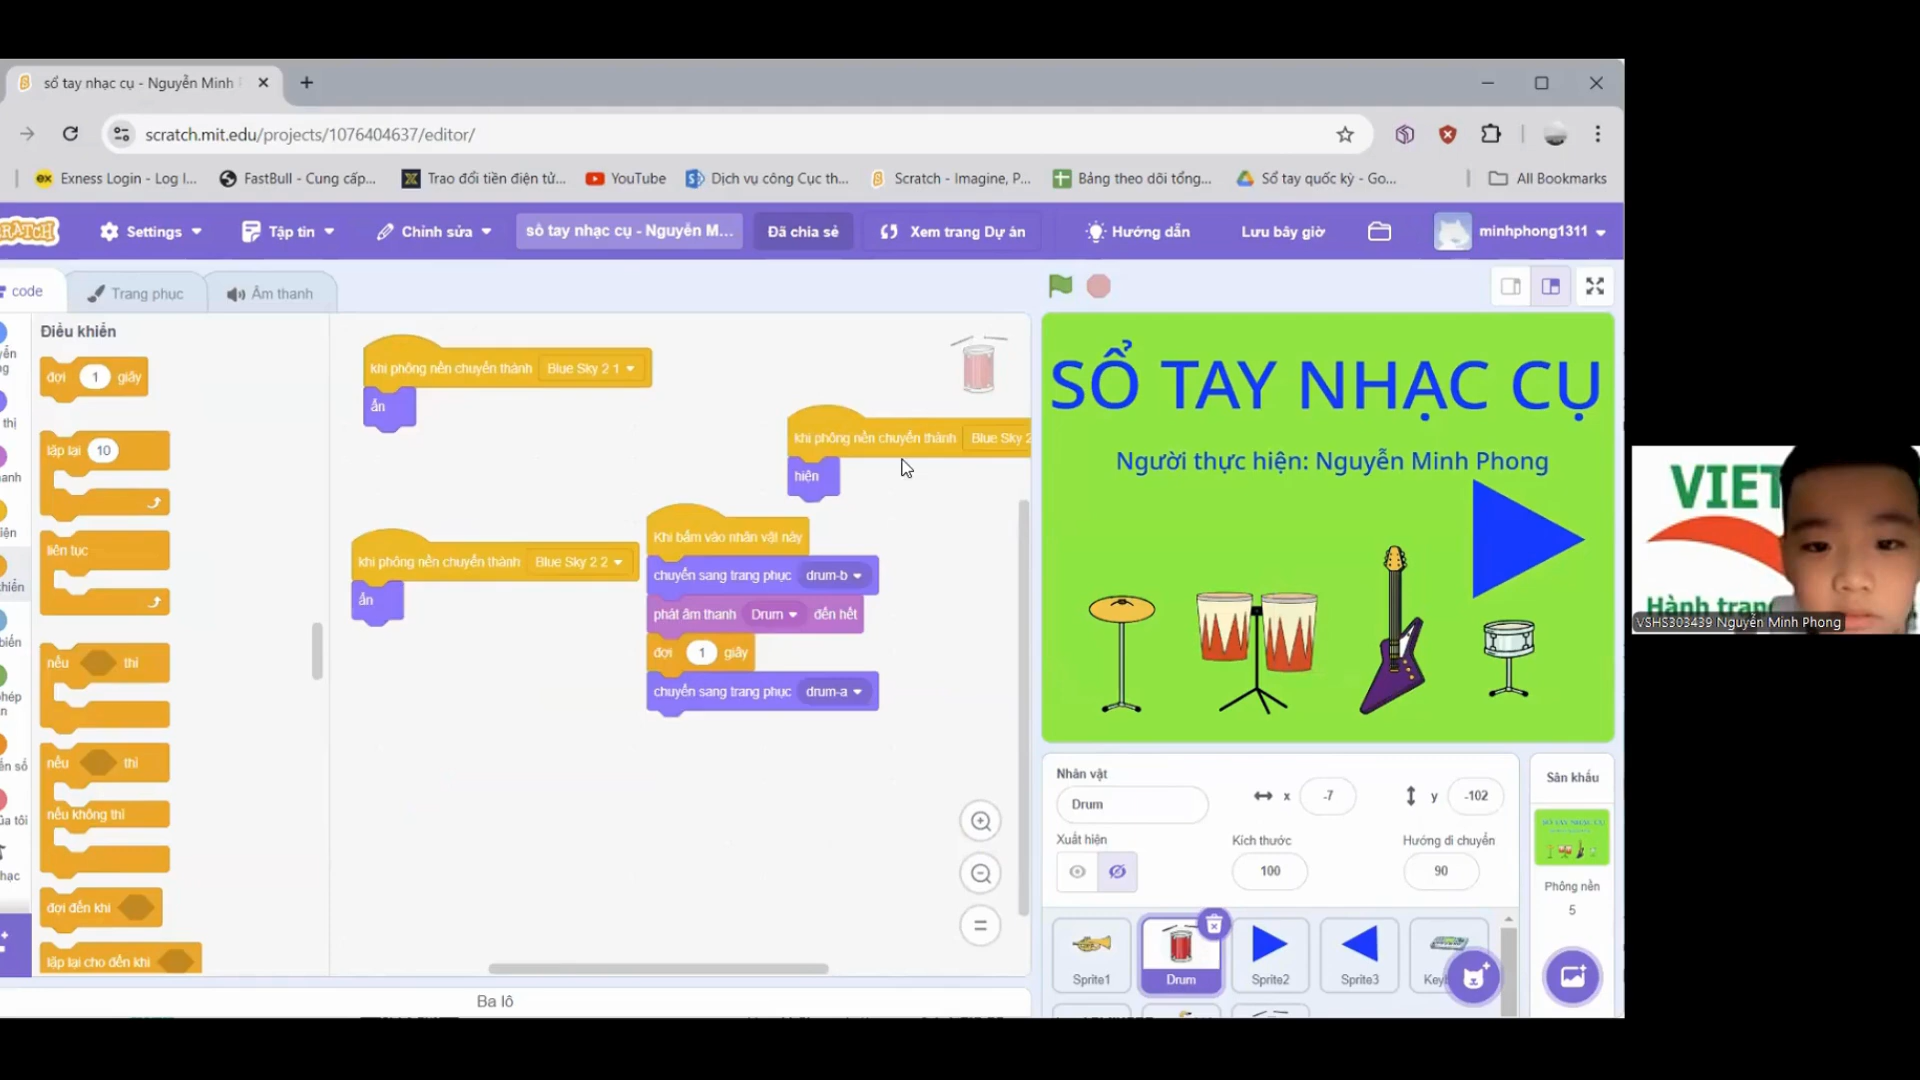 sổ tay nhạc cụ - Nguyễn Minh
scratch.mit.edu/projects/1076404637/editor/
Exness Login - Log I...
FastBull - Cung cấp...
Trao đổi tiền điện tử...
YouTube
Dịch vụ công Cục th...
Scratch - Imagine, P...
Bảng theo dõi tổng...
Sổ tay quốc kỳ - Go...
All Bookmarks
Settings
Tập tin
Chỉnh sửa
sổ tay nhạc cụ - Nguyễn M...
Đã chia sẻ
Xem trang Dự án
Hướng dẫn
Lưu bây giờ
minhphong1311
code
Trang phục
Âm thanh
Điều khiển
đợi 1 giây
lặp lại 10
liên tục
nếu thì
nếu thì
nếu không thì
đợi đến khi
lặp lại cho đến khi
khi phông nền chuyển thành Blue Sky 2 1
ẩn
khi phông nền chuyển thành Blue Sky 2
hiện
khi phông nền chuyển thành Blue Sky 2 2
ẩn
Khi bấm vào nhân vật này
chuyển sang trang phục drum-b
phát âm thanh Drum đến hết
đợi 1 giây
chuyển sang trang phục drum-a
Ba lô
SỔ TAY NHẠC CỤ
Người thực hiện: Nguyễn Minh Phong
Nhân vật
Drum
x -7
y -102
Xuất hiện
Kích thước
100
Hướng di chuyển
90
Sprite1
Drum
Sprite2
Sprite3
Sân khấu
Phông nền
5
VIET
Hành tran
VSHS303439 Nguyễn Minh Phong